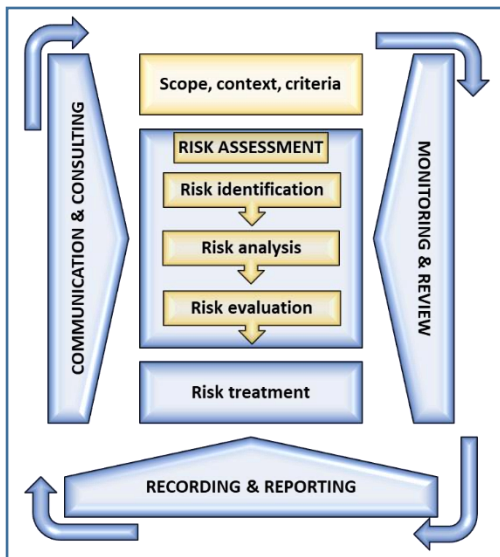 Scope, context, criteria
RISK ASSESSMENT
Risk identification
Risk analysis
Risk evaluation
Risk treatment
COMMUNICATION & CONSULTING
MONITORING & REVIEW
RECORDING & REPORTING